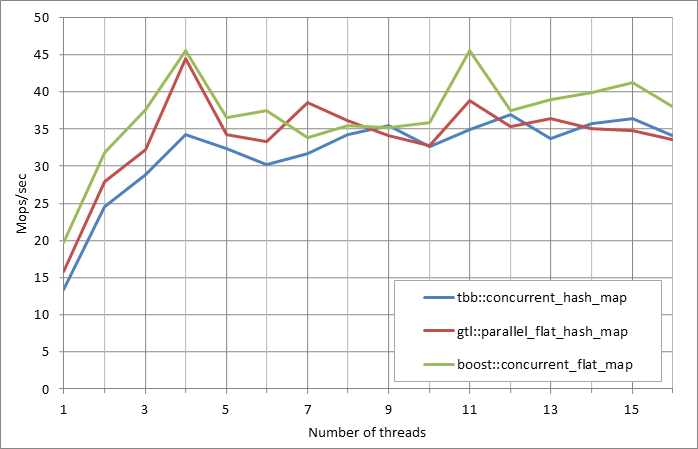 50
45
40
35
30
25
20
15
10
5
0
Mops/sec
tbb::concurrent_hash_map
gtl::parallel_flat_hash_map
boost::concurrent_flat_map
1 3 5 7 9 11 13 15
Number of threads